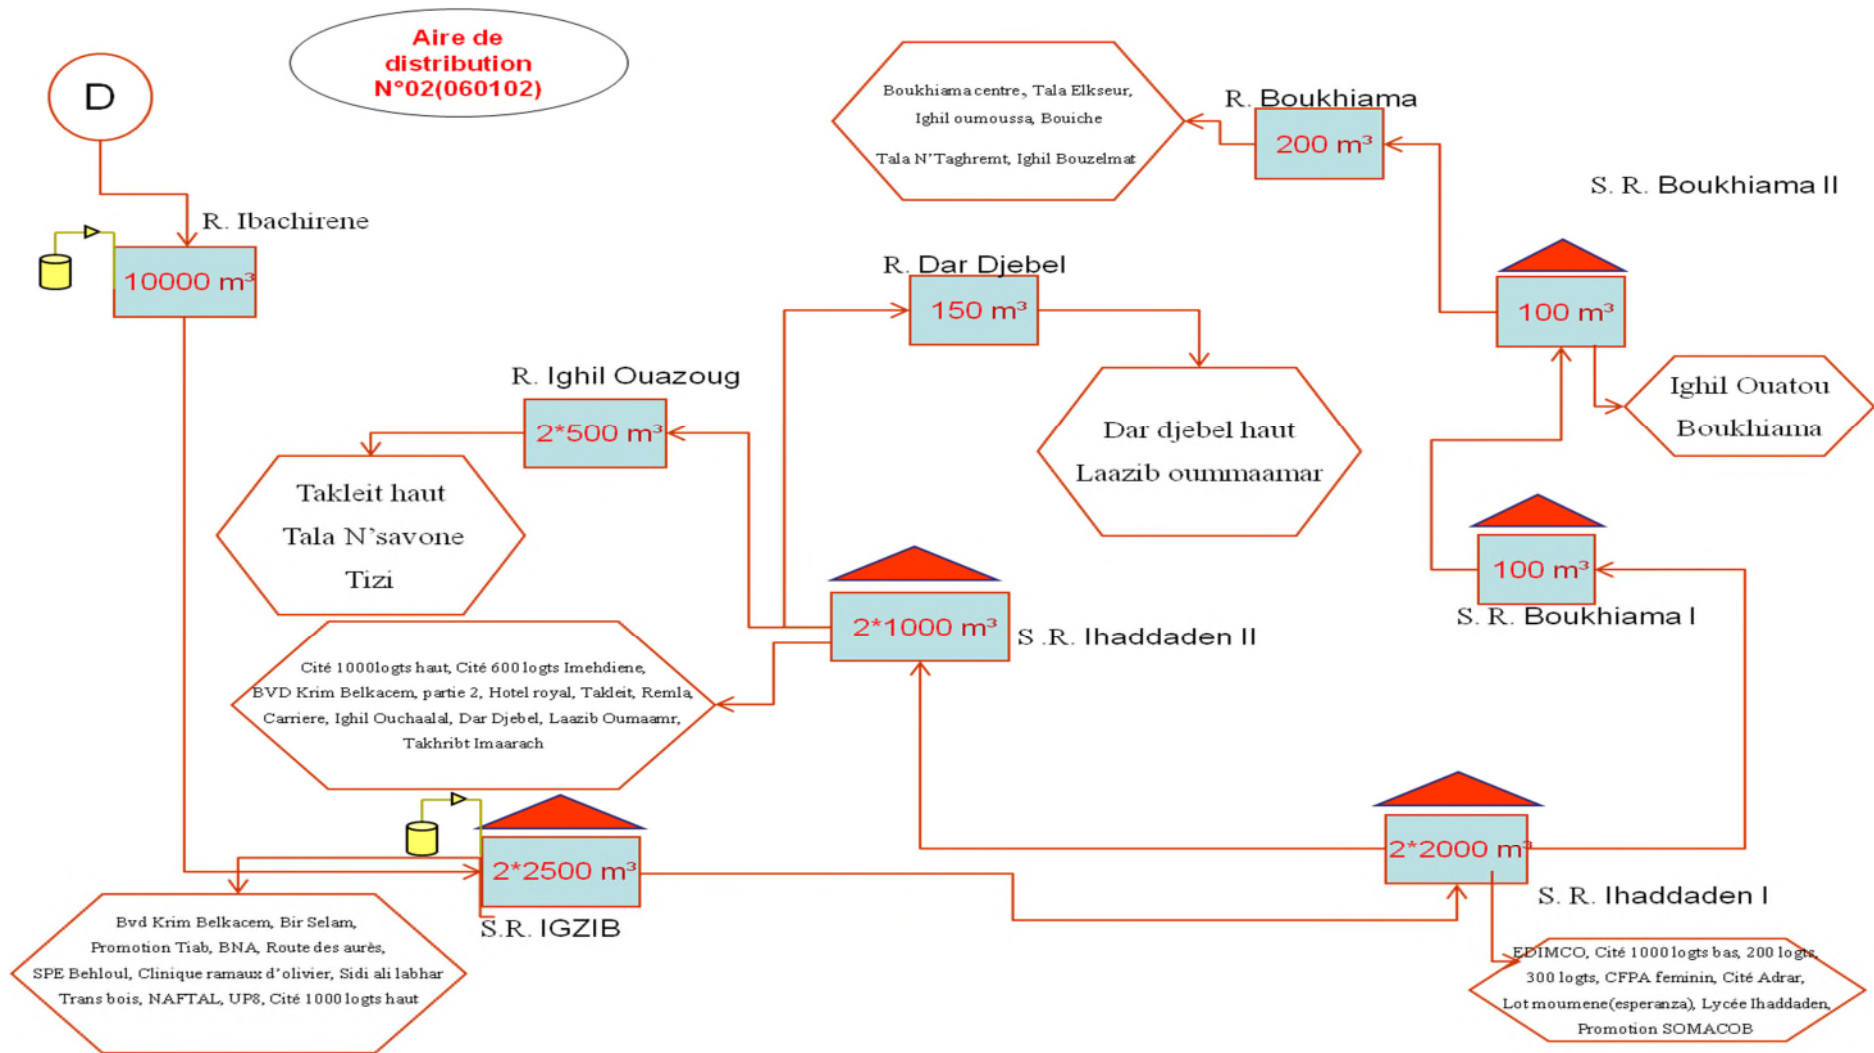 Aire de
distribution
N°02(060102)
D
R. Ibachirene
10000 m³
Boukhiama centre, Tala Elkseur,
Ighil oumoussa, Bouiche
Tala N'Taghremt, Ighil Bouzelmat
R. Boukhiama
200 m³
S. R. Boukhiama II
100 m³
Ighil Ouatou
Boukhiama
R. Dar Djebel
150 m³
Dar djebel haut
Laazib oummaamar
R. Ighil Ouazoug
2*500 m³
Takleit haut
Tala N'savone
Tizi
100 m³
S. R. Boukhiama I
2*1000 m³
S .R. Ihaddaden II
Cité 1000logts haut, Cité 600 logts Imehdiene,
BVD Krim Belkacem, partie 2, Hotel royal, Takleit, Remla,
Carriere, Ighil Ouchaalal, Dar Djebel, Laazib Oumaamr,
Takhribt Imaarach
2*2500 m³
S.R. IGZIB
2*2000 m³
S. R. Ihaddaden I
Bvd Krim Belkacem, Bir Selam,
Promotion Tiab, BNA, Route des aurès,
SPE Behloul, Clinique ramaux d'olivier, Sidi ali labhar
Trans bois, NAFTAL, UP8, Cité 1000 logts haut
EDIMCO, Cité 1000 logts bas, 200 logts,
300 logts, CFPA feminin, Cité Adrar,
Lot moumene(esperanza), Lycée Ihaddaden,
Promotion SOMACOB